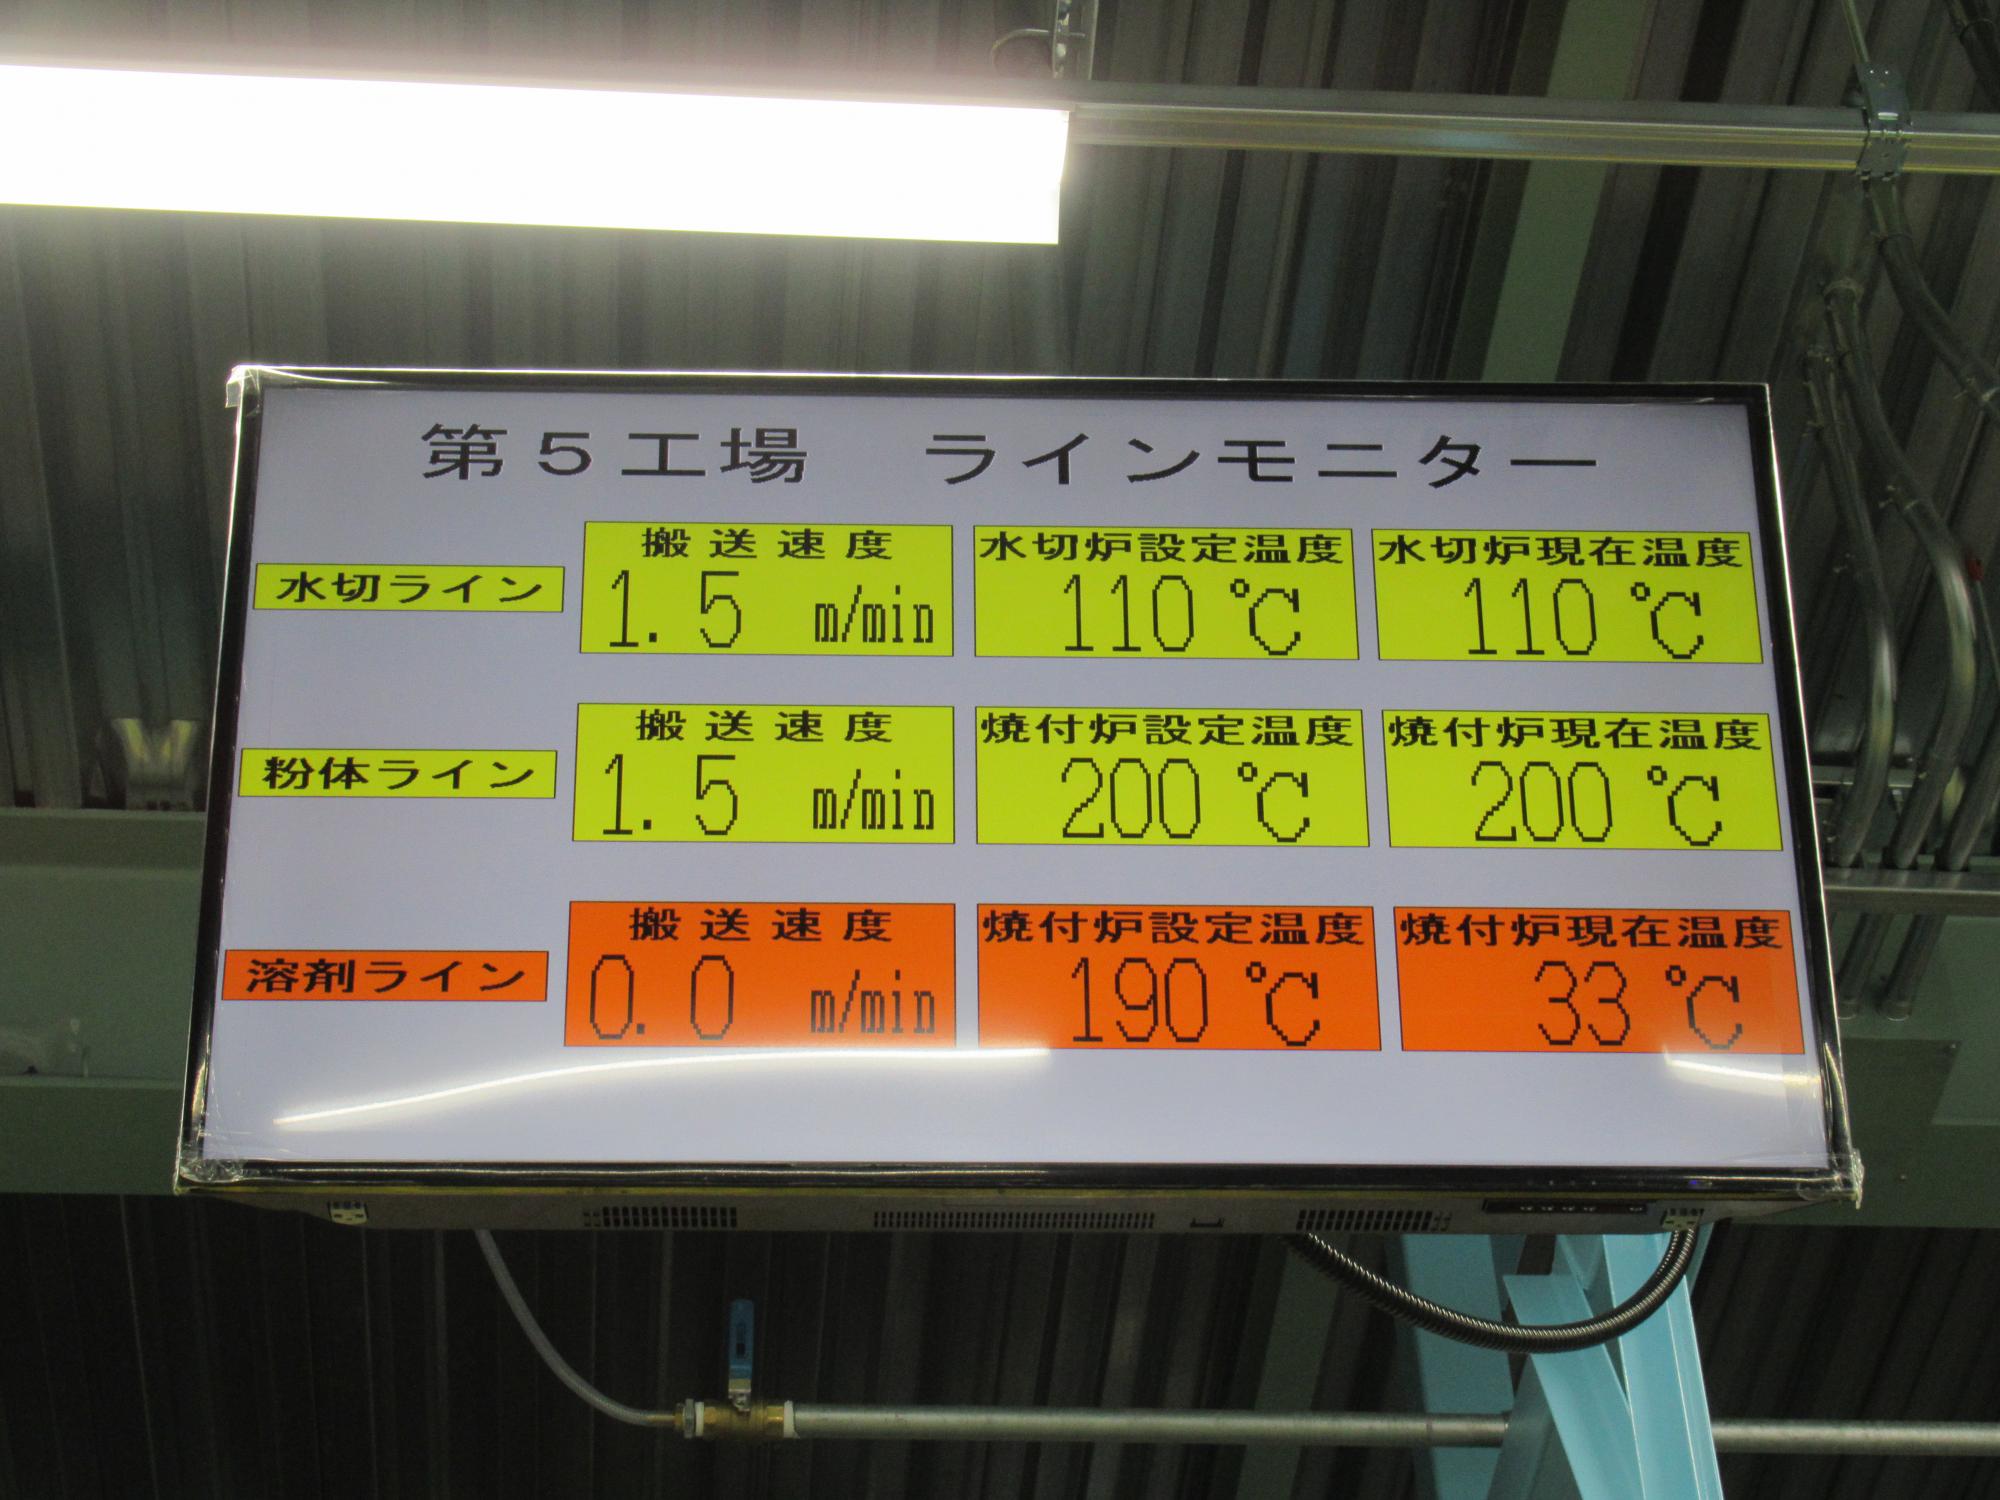 第５工場　ラインモニター
水切ライン
搬送速度
1.5 m/min
水切炉設定温度
110 ℃
水切炉現在温度
110 ℃
粉体ライン
搬送速度
1.5 m/min
焼付炉設定温度
200 ℃
焼付炉現在温度
200 ℃
溶剤ライン
搬送速度
0.0 m/min
焼付炉設定温度
190 ℃
焼付炉現在温度
33 ℃